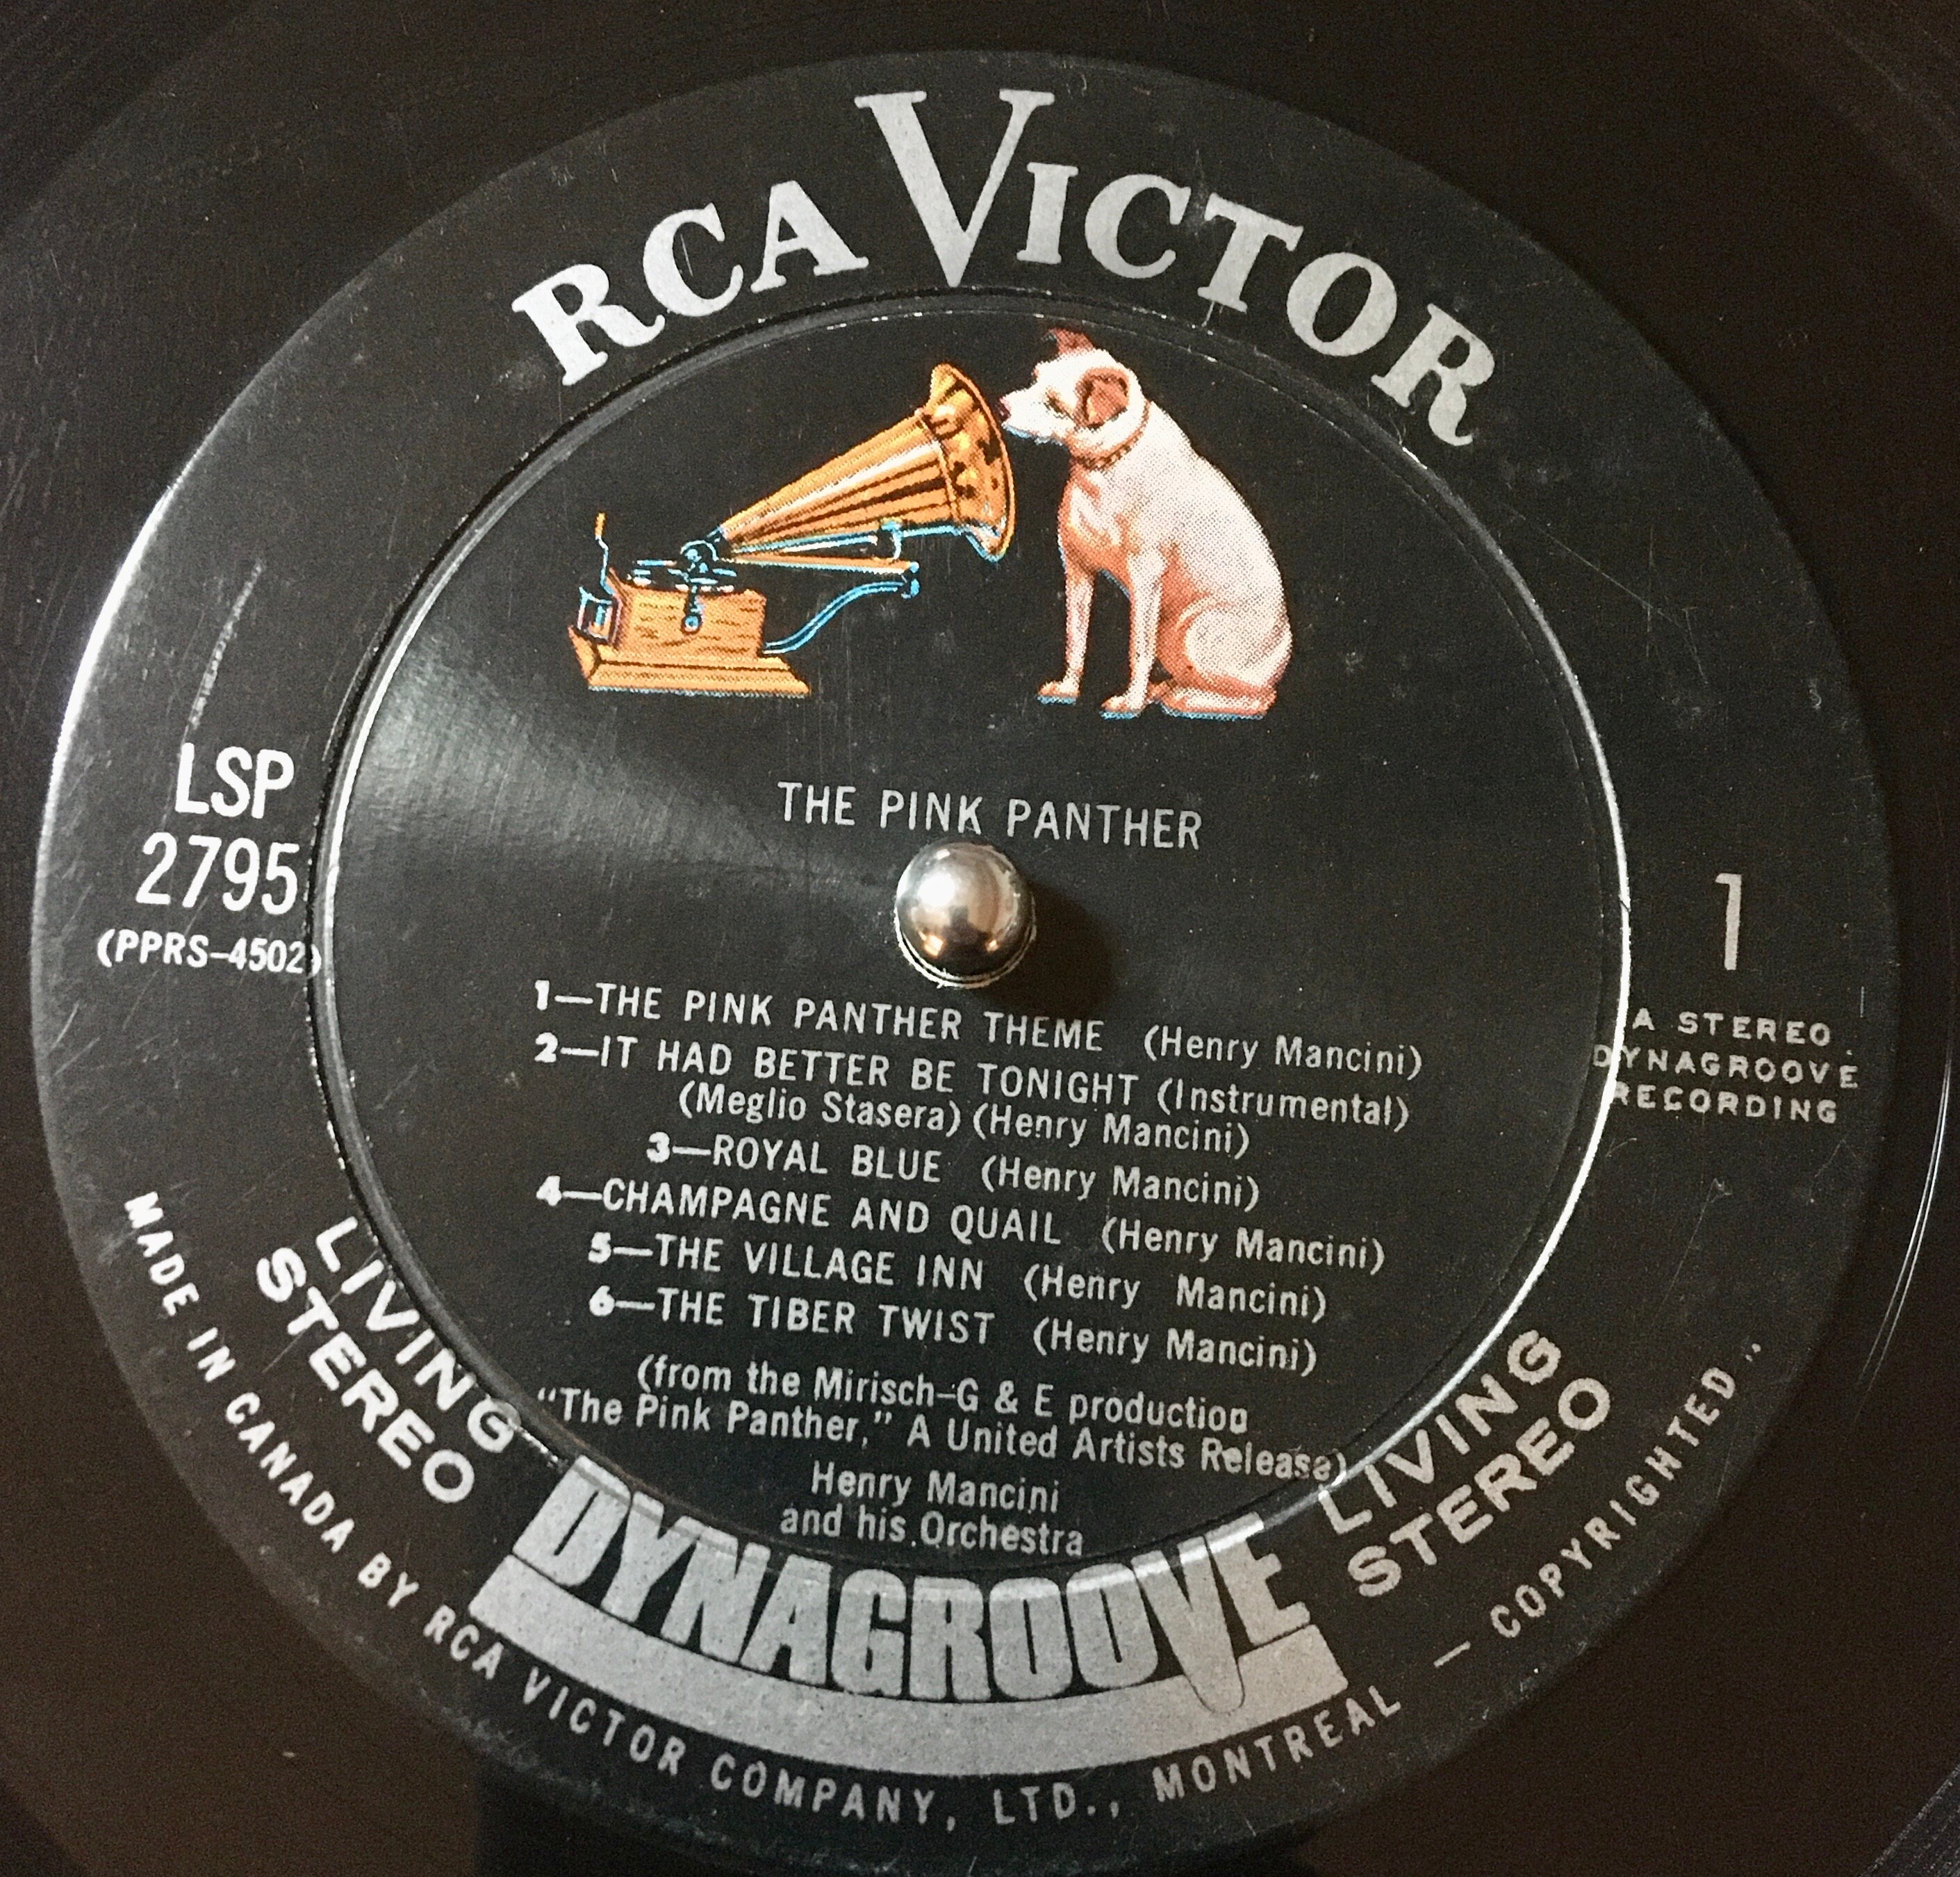 RCA VICTOR
LSP
2795
(PPRS-4502)
THE PINK PANTHER
1
A STEREO
DYNAGROOVE
RECORDING
1—THE PINK PANTHER THEME (Henry Mancini)
2—IT HAD BETTER BE TONIGHT (Instrumental)
(Meglio Stasera) (Henry Mancini)
3—ROYAL BLUE (Henry Mancini)
4—CHAMPAGNE AND QUAIL (Henry Mancini)
5—THE VILLAGE INN (Henry Mancini)
6—THE TIBER TWIST (Henry Mancini)
(from the Mirisch-G & E production
"The Pink Panther," A United Artists Release)
Henry Mancini
and his Orchestra
LIVING
STEREO
DYNAGROOVE
LIVING
STEREO
MADE IN CANADA BY RCA VICTOR COMPANY, LTD., MONTREAL — COPYRIGHTED